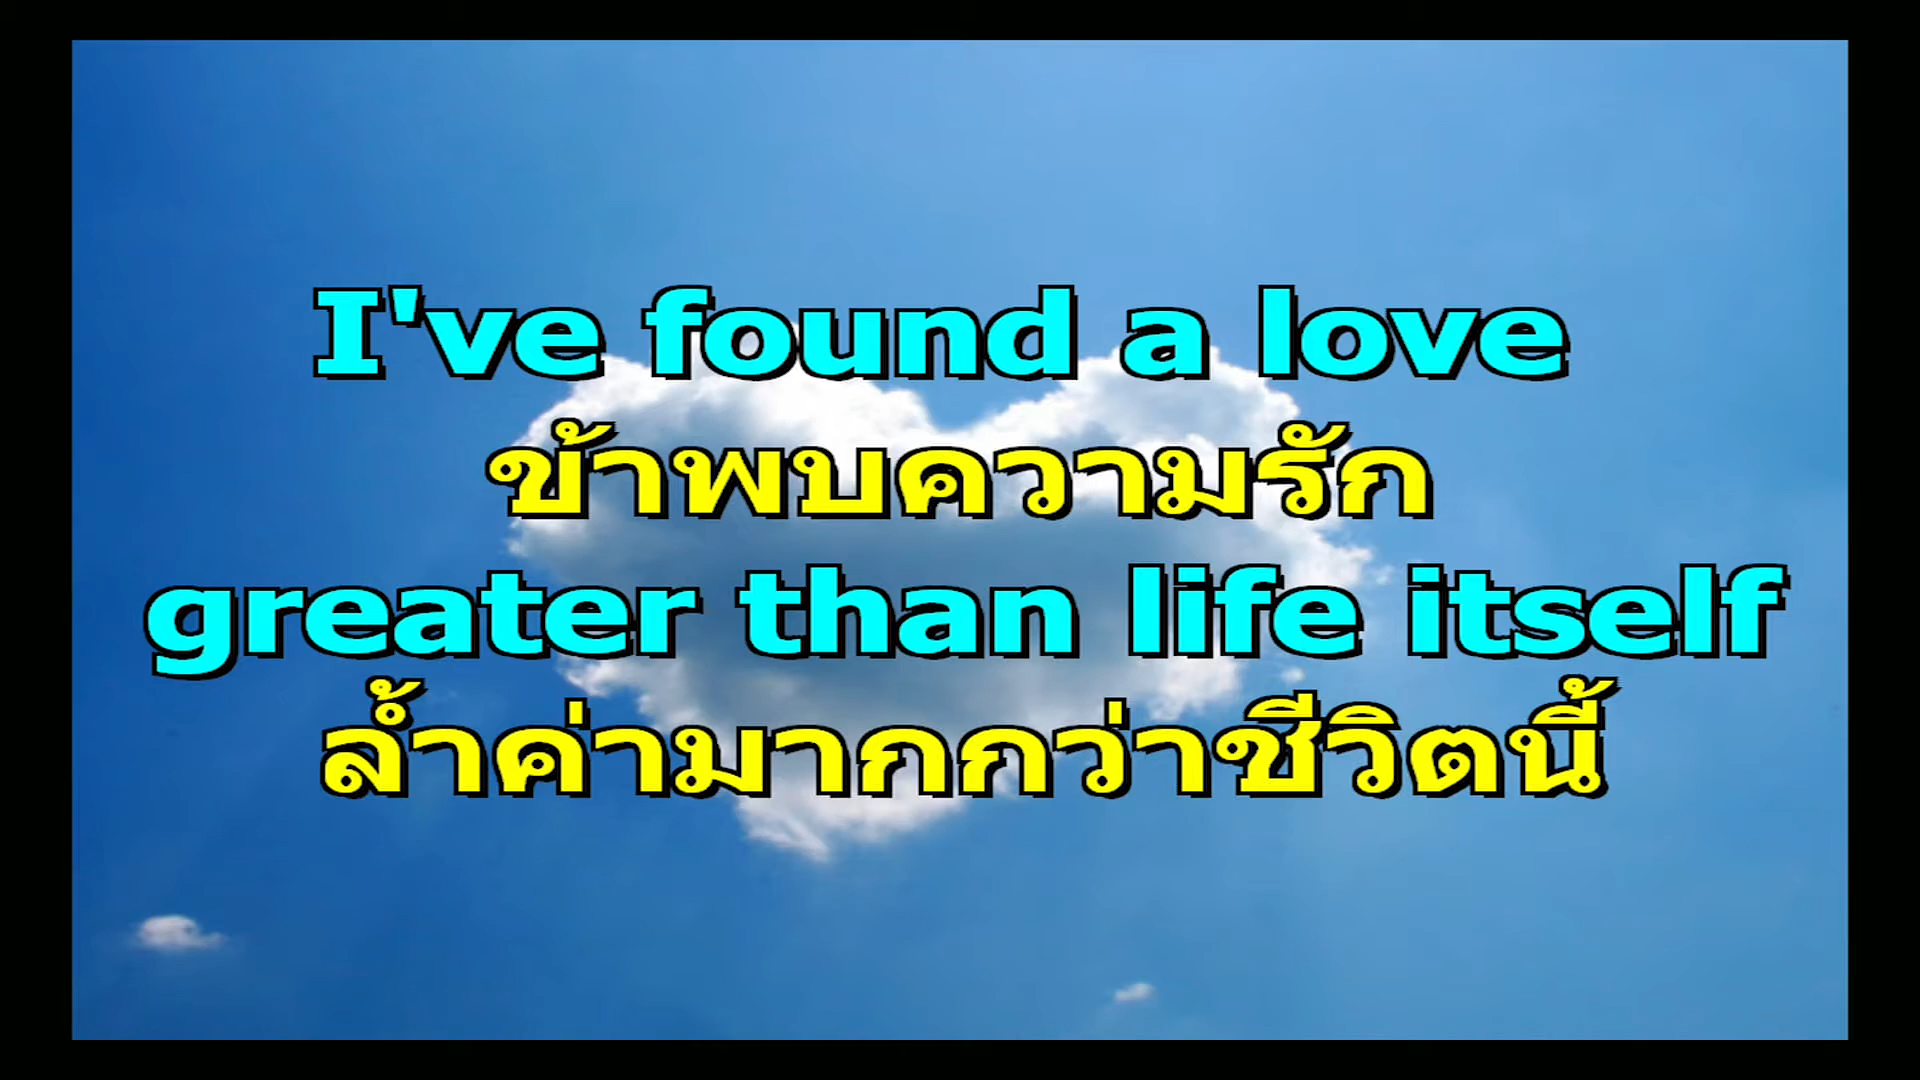 I've found a love
ข้าพบความรัก
greater than life itself
ล้ำค่ามากกว่าชีวิตนี้